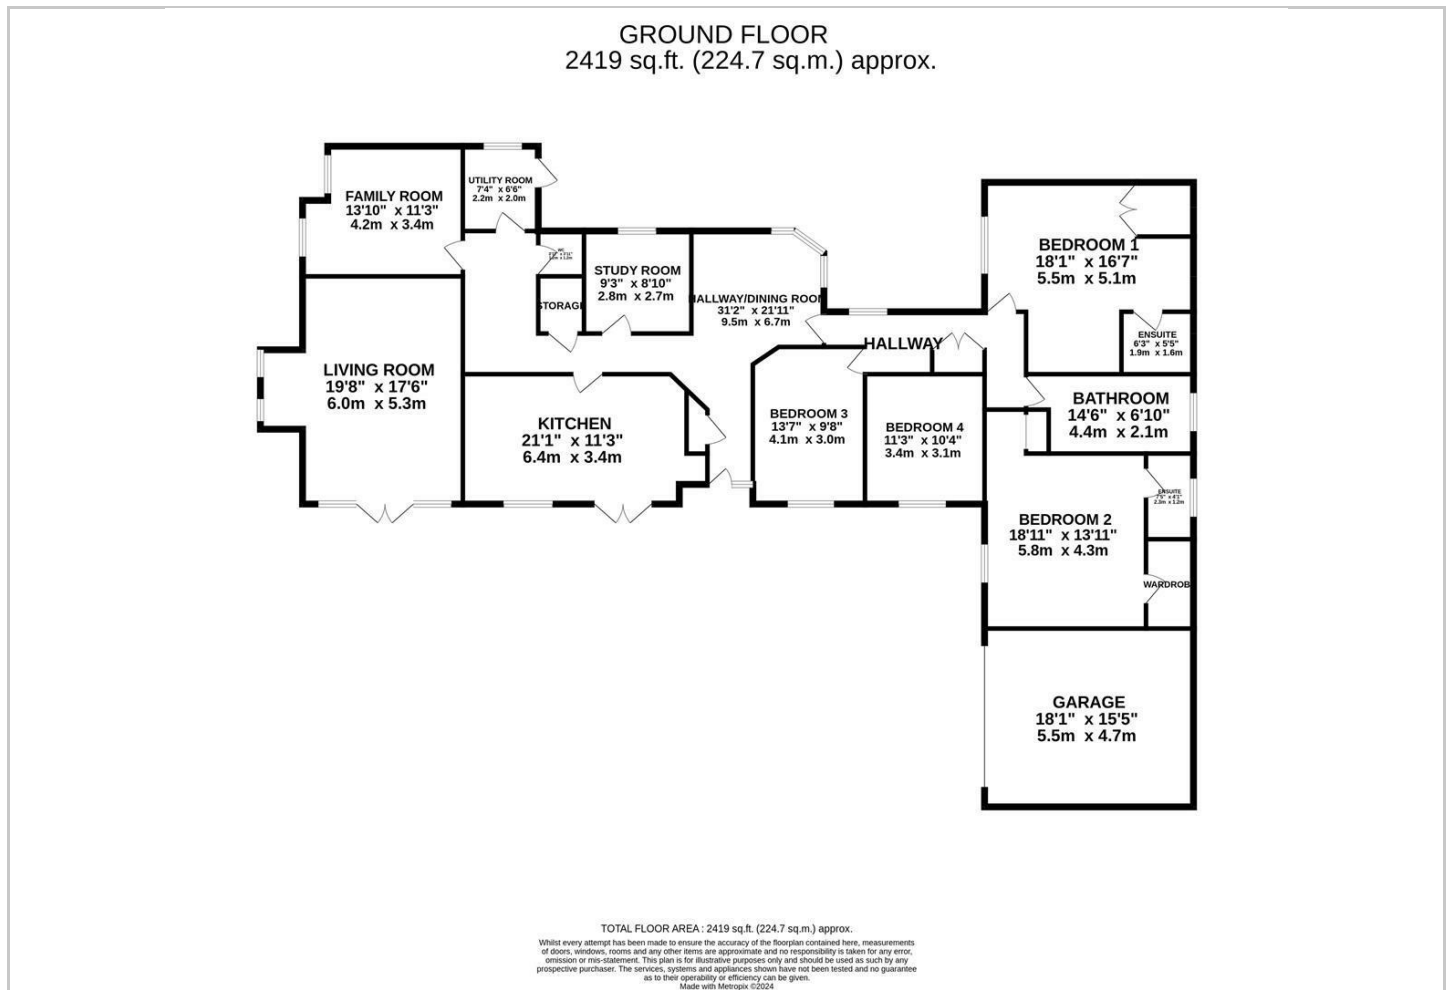 GROUND FLOOR
2419 sq.ft. (224.7 sq.m.) approx.
FAMILY ROOM
13'10" x 11'3"
4.2m x 3.4m
UTILITY ROOM
7'4" x 6'6"
2.2m x 2.0m
WC
STUDY ROOM
9'3" x 8'10"
2.8m x 2.7m
STORAGE
HALLWAY/DINING ROOM
31'2" x 21'11"
9.5m x 6.7m
HALLWAY
BEDROOM 1
18'1" x 16'7"
5.5m x 5.1m
ENSUITE
6'3" x 5'5"
1.9m x 1.6m
LIVING ROOM
19'8" x 17'6"
6.0m x 5.3m
KITCHEN
21'1" x 11'3"
6.4m x 3.4m
BEDROOM 3
13'7" x 9'8"
4.1m x 3.0m
BEDROOM 4
11'3" x 10'4"
3.4m x 3.1m
BATHROOM
14'6" x 6'10"
4.4m x 2.1m
ENSUITE
BEDROOM 2
18'11" x 13'11"
5.8m x 4.3m
WARDROB
GARAGE
18'1" x 15'5"
5.5m x 4.7m
TOTAL FLOOR AREA : 2419 sq.ft. (224.7 sq.m.) approx.
Whilst every attempt has been made to ensure the accuracy of the floorplan contained here, measurements
of doors, windows, rooms and any other items are approximate and no responsibility is taken for any error,
omission or mis-statement. This plan is for illustrative purposes only and should be used as such by any
prospective purchaser. The services, systems and appliances shown have not been tested and no guarantee
as to their operability or efficiency can be given.
Made with Metropix ©2024